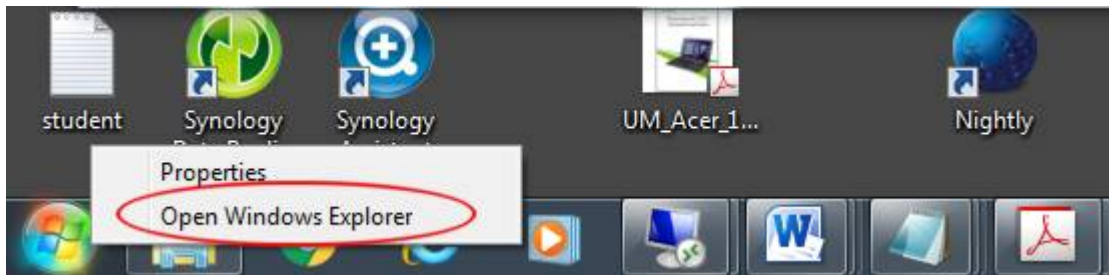 student
Synology
Synology
UM_Acer_1...
Nightly
Properties
Open Windows Explorer
W